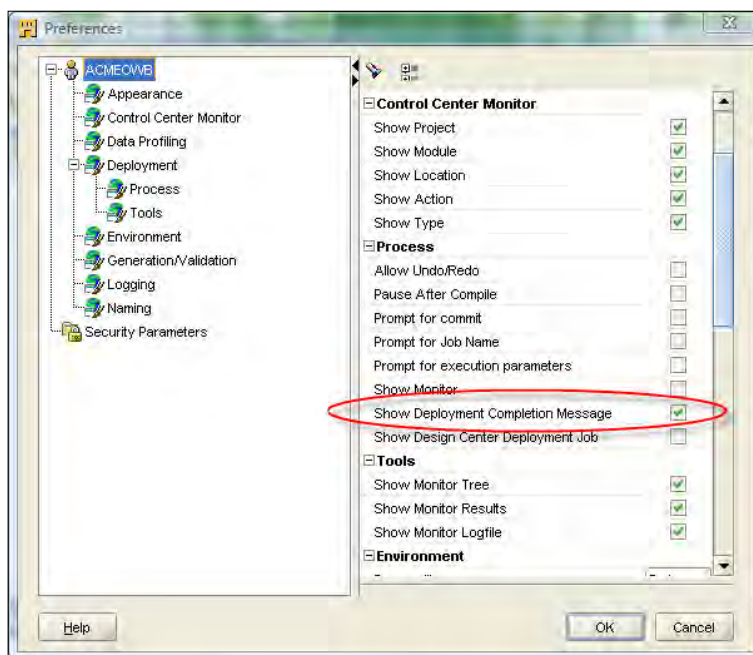 Preferences
ACMEOWB
Appearance
Control Center Monitor
Data Profiling
Deployment
Process
Tools
Environment
Generation/Validation
Logging
Naming
Security Parameters
Control Center Monitor
Show Project
Show Module
Show Location
Show Action
Show Type
Process
Allow Undo/Redo
Pause After Compile
Prompt for commit
Prompt for Job Name
Prompt for execution parameters
Show Monitor
Show Deployment Completion Message
Show Design Center Deployment Job
Tools
Show Monitor Tree
Show Monitor Results
Show Monitor Logfile
Environment
Help
OK
Cancel